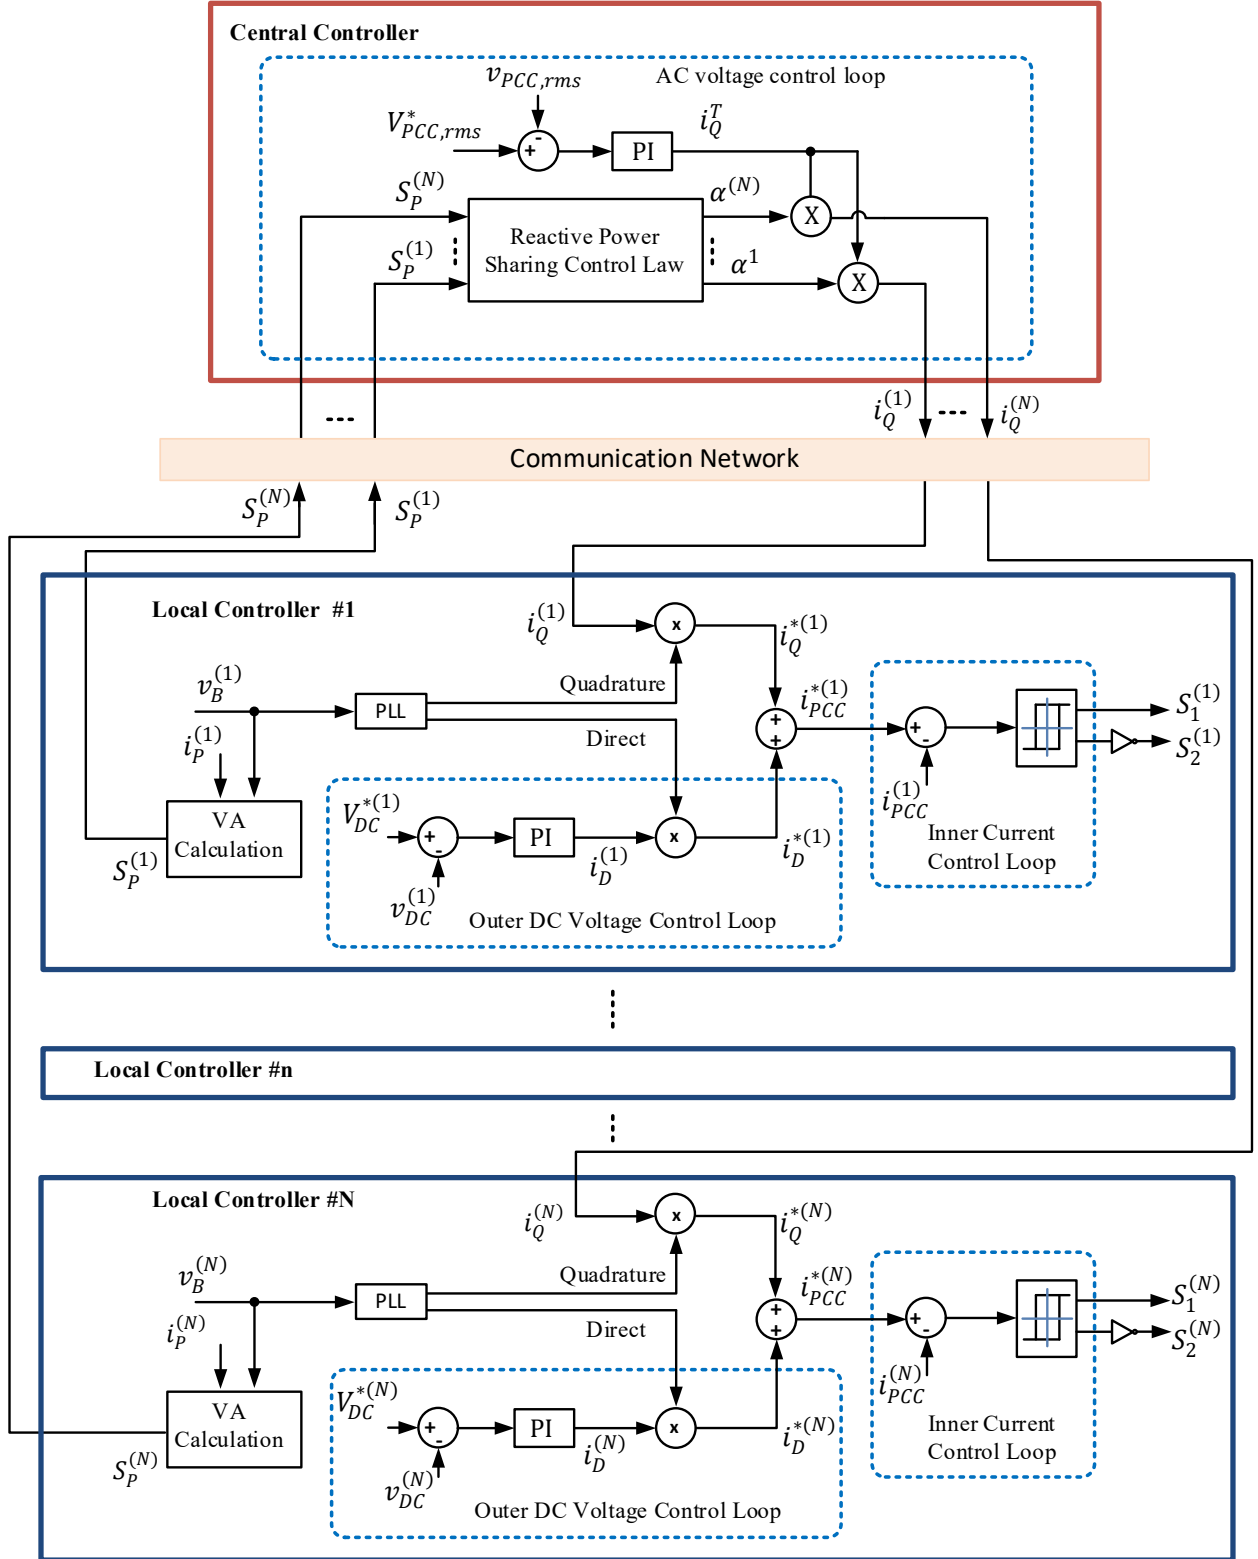 Central Controller
AC voltage control loop
v_{PCC,rms}
V^{*}_{PCC,rms}
+
-
PI
i_Q^T
S_P^{(N)}
α^{(N)}
X
Reactive Power
Sharing Control Law
S_P^{(1)}
α^1
X
i_Q^{(1)}
i_Q^{(N)}
Communication Network
S_P^{(N)}
S_P^{(1)}
Local Controller #1
i_Q^{(1)}
x
i_Q^{*(1)}
v_B^{(1)}
PLL
Quadrature
Direct
i_P^{(1)}
VA
Calculation
S_P^{(1)}
+
+
i_{PCC}^{*(1)}
+
-
i_{PCC}^{(1)}
S_1^{(1)}
S_2^{(1)}
Inner Current
Control Loop
V_{DC}^{*(1)}
+
-
PI
i_D^{(1)}
x
i_D^{*(1)}
v_{DC}^{(1)}
Outer DC Voltage Control Loop
Local Controller #n
Local Controller #N
i_Q^{(N)}
x
i_Q^{*(N)}
v_B^{(N)}
PLL
Quadrature
Direct
i_P^{(N)}
VA
Calculation
S_P^{(N)}
+
+
i_{PCC}^{*(N)}
+
-
i_{PCC}^{(N)}
S_1^{(N)}
S_2^{(N)}
Inner Current
Control Loop
V_{DC}^{*(N)}
+
-
PI
i_D^{(N)}
x
i_D^{*(N)}
v_{DC}^{(N)}
Outer DC Voltage Control Loop